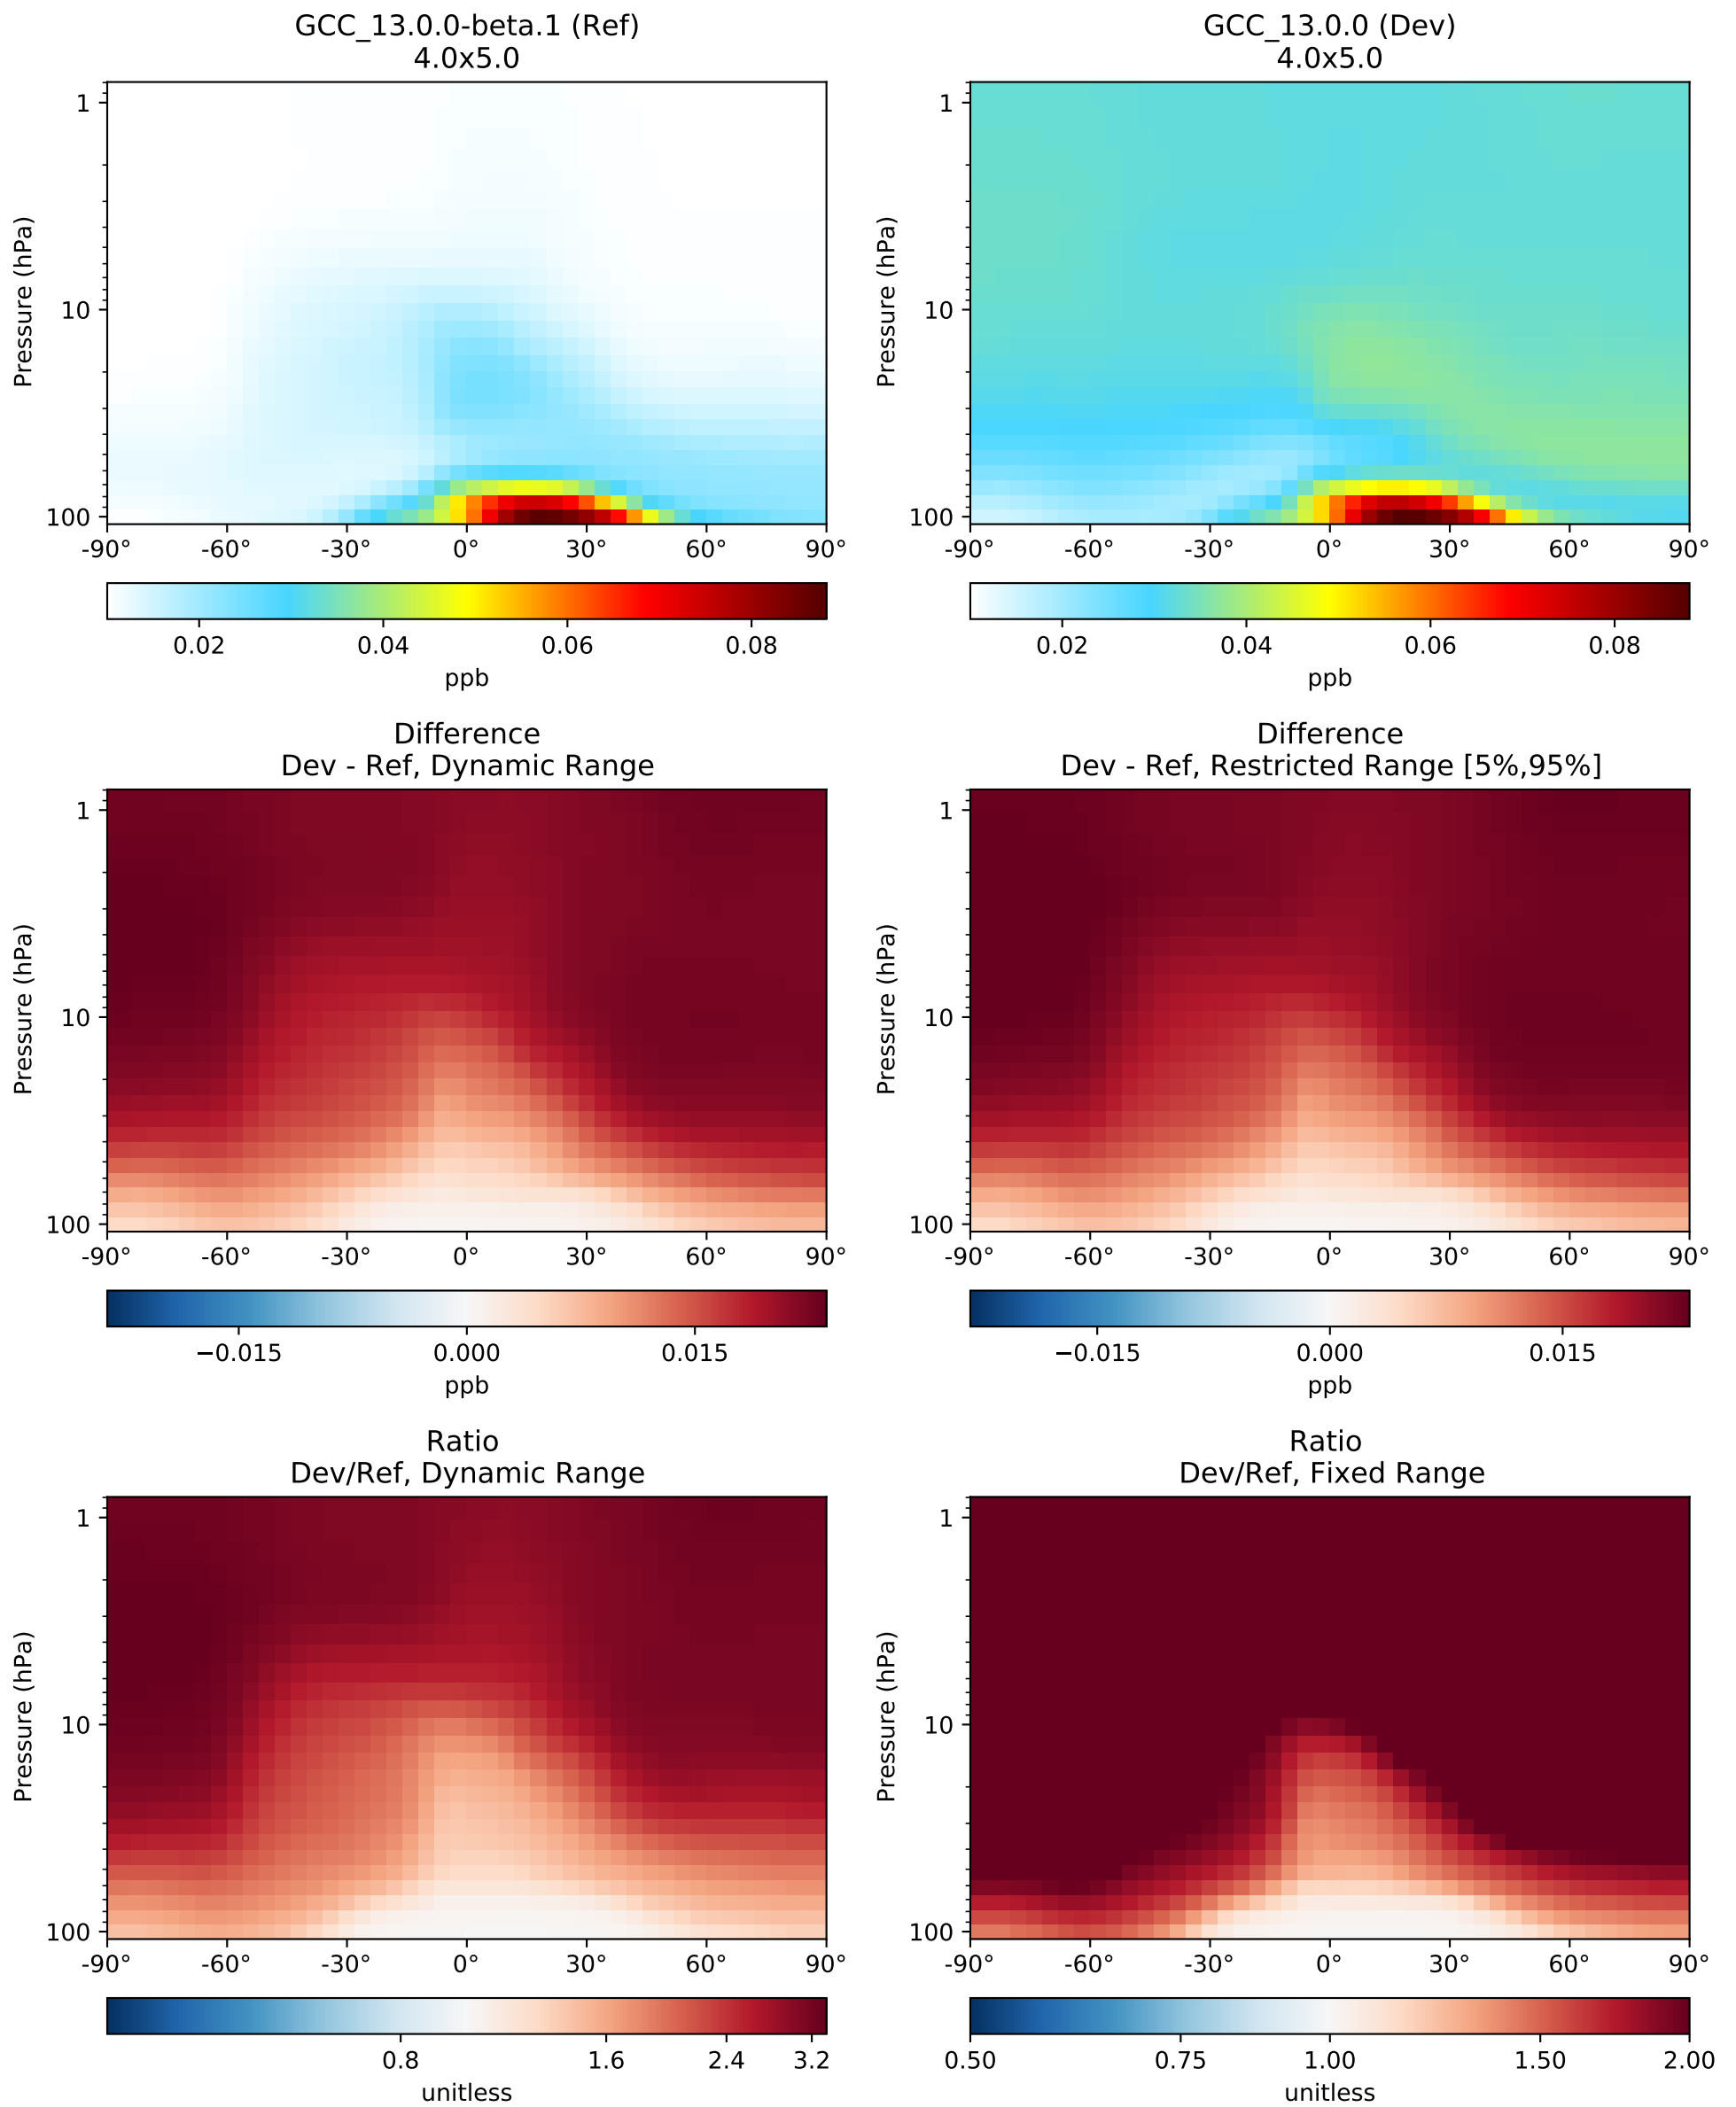 GCC_13.0.0-beta.1 (Ref)
4.0x5.0
Pressure (hPa)
1
10
100
-90° -60° -30° 0° 30° 60° 90°
0.02 0.04 0.06 0.08
ppb
GCC_13.0.0 (Dev)
4.0x5.0
Pressure (hPa)
1
10
100
-90° -60° -30° 0° 30° 60° 90°
0.02 0.04 0.06 0.08
ppb
Difference
Dev - Ref, Dynamic Range
Pressure (hPa)
1
10
100
-90° -60° -30° 0° 30° 60° 90°
−0.015 0.000 0.015
ppb
Difference
Dev - Ref, Restricted Range [5%,95%]
Pressure (hPa)
1
10
100
-90° -60° -30° 0° 30° 60° 90°
−0.015 0.000 0.015
ppb
Ratio
Dev/Ref, Dynamic Range
Pressure (hPa)
1
10
100
-90° -60° -30° 0° 30° 60° 90°
0.8 1.6 2.4 3.2
unitless
Ratio
Dev/Ref, Fixed Range
Pressure (hPa)
1
10
100
-90° -60° -30° 0° 30° 60° 90°
0.50 0.75 1.00 1.50 2.00
unitless